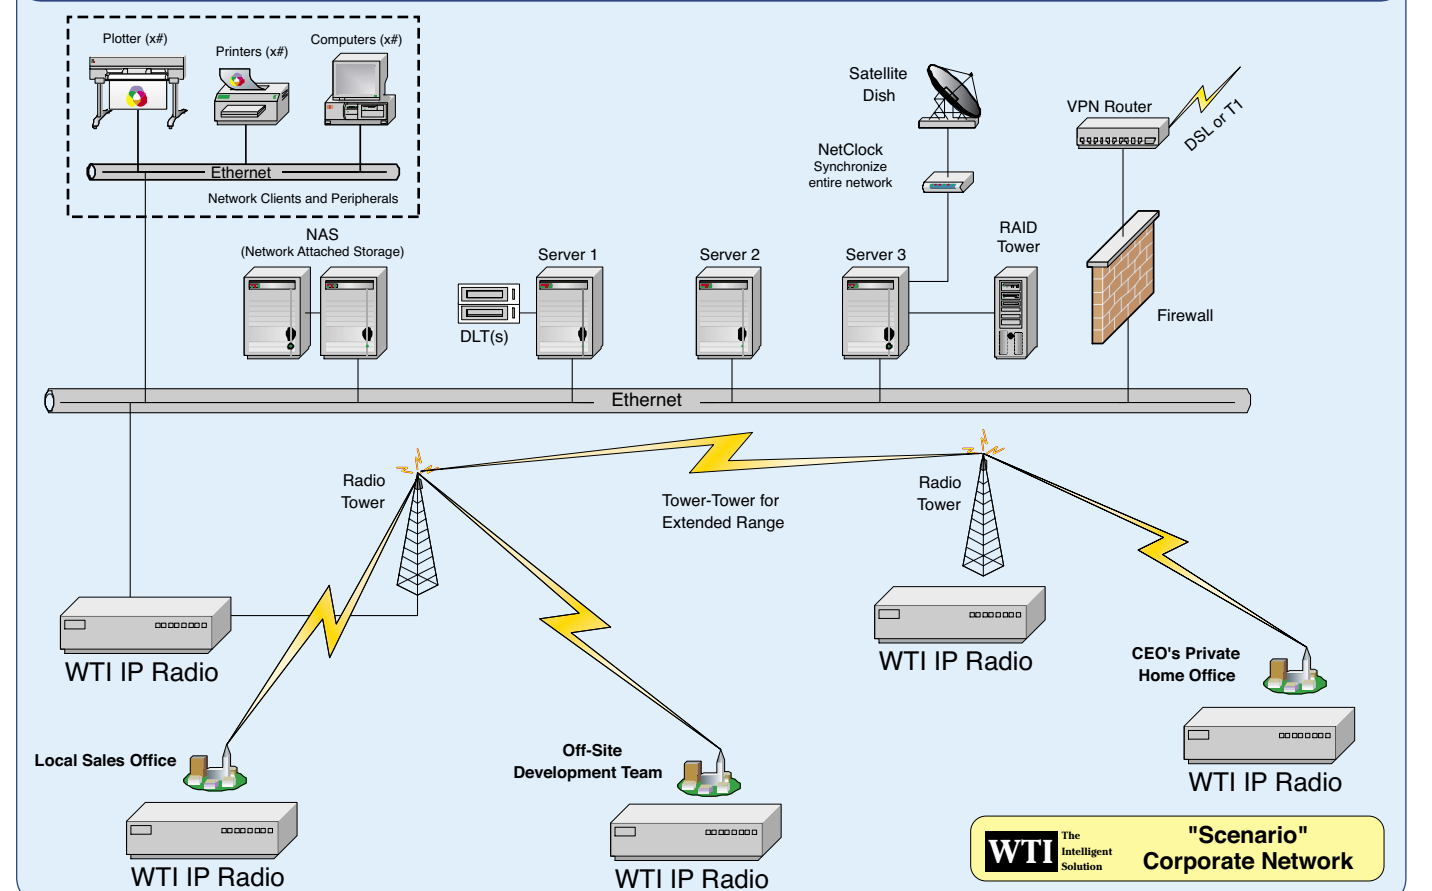 Plotter (x#)
Printers (x#)
Computers (x#)
Ethernet
Network Clients and Peripherals
Satellite
Dish
NetClock
Synchronize
entire network
VPN Router
DSL or T1
NAS
(Network Attached Storage)
DLT(s)
Server 1
Server 2
Server 3
RAID
Tower
Firewall
Ethernet
Radio
Tower
Tower-Tower for
Extended Range
Radio
Tower
WTI IP Radio
WTI IP Radio
CEO's Private
Home Office
WTI IP Radio
Local Sales Office
WTI IP Radio
Off-Site
Development Team
WTI IP Radio
WTI
The
Intelligent
Solution
"Scenario"
Corporate Network